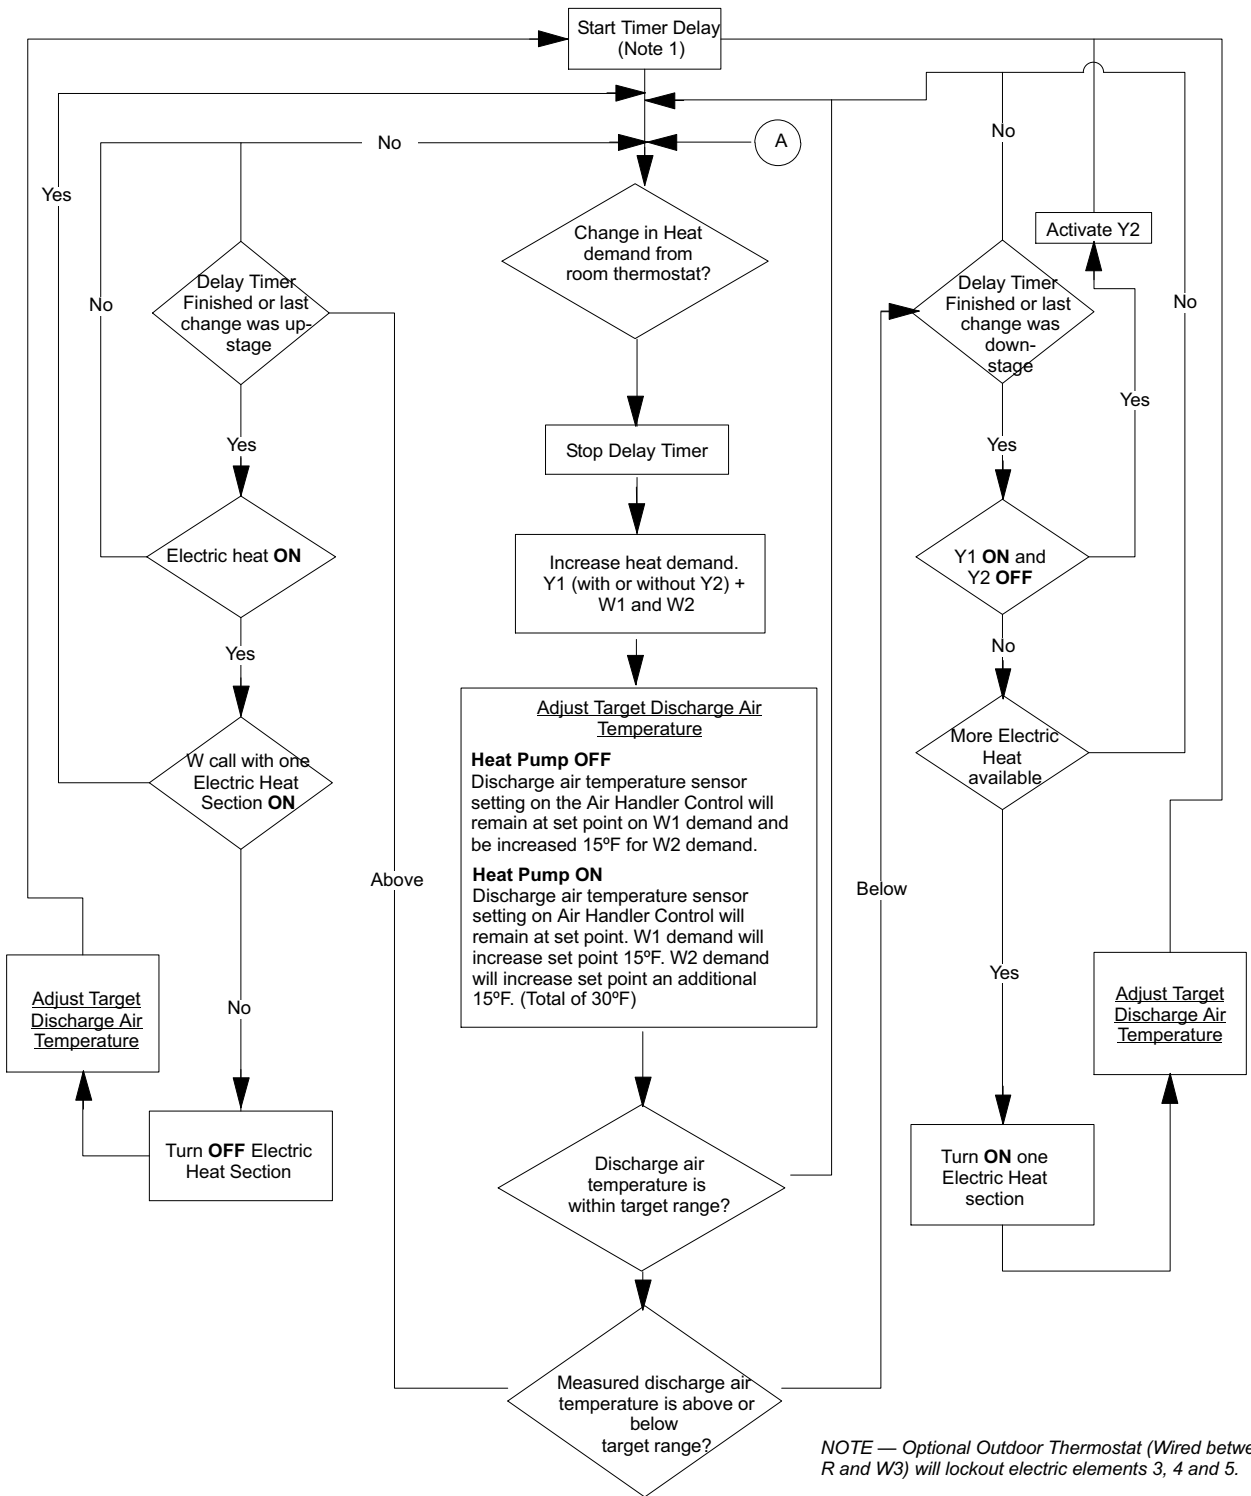 Start Timer Delay
(Note 1)
No
A
No
Yes
Change in Heat
demand from
room thermostat?
Activate Y2
Delay Timer
Finished or last
change was up-
stage
No
Delay Timer
Finished or last
change was
down-
stage
No
Yes
Yes
Stop Delay Timer
Yes
Electric heat ON
Increase heat demand.
Y1 (with or without Y2) +
W1 and W2
Y1 ON and
Y2 OFF
Yes
No
Adjust Target Discharge Air
Temperature
Heat Pump OFF
Discharge air temperature sensor
setting on the Air Handler Control will
remain at set point on W1 demand and
be increased 15ºF for W2 demand.
Heat Pump ON
Discharge air temperature sensor
setting on Air Handler Control will
remain at set point. W1 demand will
increase set point 15ºF. W2 demand
will increase set point an additional
15ºF. (Total of 30ºF)
W call with one
Electric Heat
Section ON
More Electric
Heat
available
Above
Below
Yes
No
Adjust Target
Discharge Air
Temperature
Adjust Target
Discharge Air
Temperature
Turn OFF Electric
Heat Section
Discharge air
temperature is
within target range?
Turn ON one
Electric Heat
section
Measured discharge air
temperature is above or
below
target range?
NOTE — Optional Outdoor Thermostat (Wired betwe
R and W3) will lockout electric elements 3, 4 and 5.